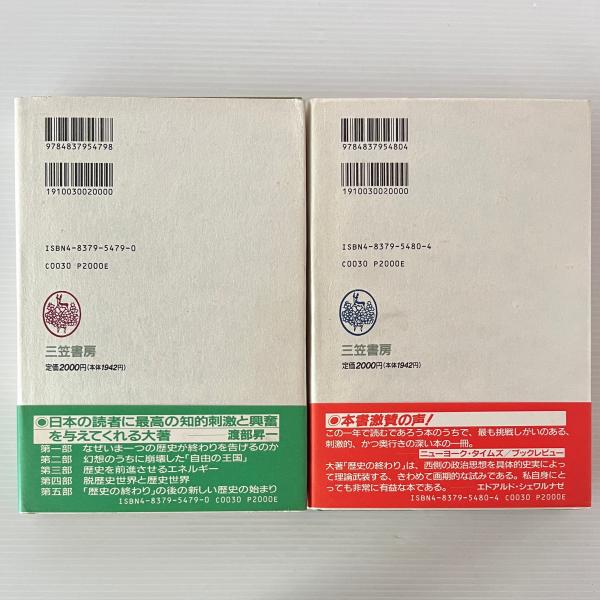 9784837954798
1910030020000
ISBN4-8379-5479-0
C0030 P2000E
三笠書房
定価2000円(本体1942円)
●日本の読者に最高の知的刺激と興奮
を与えてくれる大著 渡部昇一
第一部 なぜいま一つの歴史が終わりを告げるのか
第二部 幻想のうちに崩壊した「自由の王国」
第三部 歴史を前進させるエネルギー
第四部 脱歴史世界と歴史世界
第五部 「歴史の終わり」の後の新しい歴史の始まり
ISBN4-8379-5479-0 C0030 P2000E
9784837954804
1910030020000
ISBN4-8379-5480-4
C0030 P2000E
三笠書房
定価2000円(本体1942円)
●本書激賛の声!
この一年で読むであろう本のうちで、最も挑戦しがいのある、
刺激的、かつ奥行きの深い本の一冊。
ニューヨーク・タイムズ/ブックレビュー
大著「歴史の終わり」は、西側の政治思想を具体的史実によっ
て理論武装する、きわめて画期的な試みである。私自身にと
っても非常に有益な本である。 エドアルド・シェワルナゼ
ISBN4-8379-5480-4 C0030 P2000E